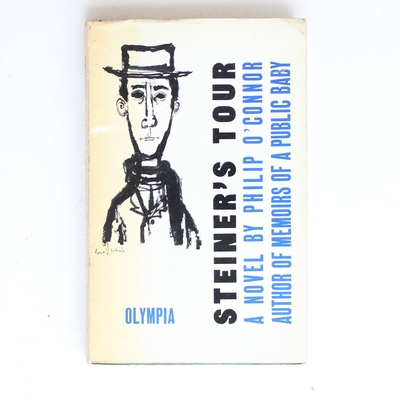 STEINER'S TOUR
A NOVEL BY PHILIP O'CONNOR
AUTHOR OF MEMOIRS OF A PUBLIC BABY
OLYMPIA